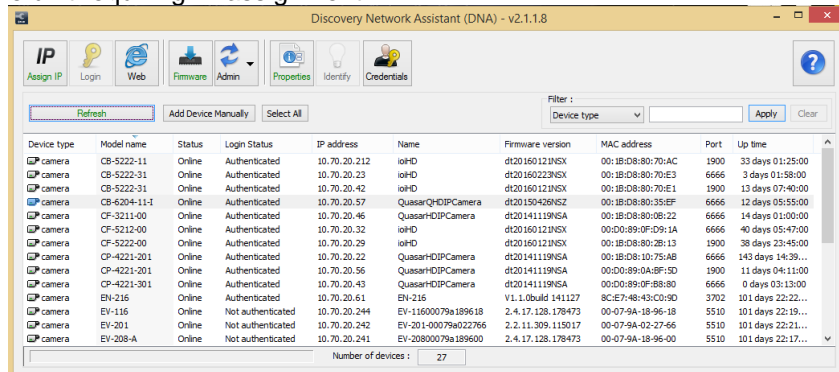 Discovery Network Assistant (DNA) - v2.1.1.8
IP
Assign IP Login Web Firmware Admin Properties Identify Credentials
Filter :
Refresh Add Device Manually Select All Device type Apply Clear
Device type Model name Status Login Status IP address Name Firmware version MAC address Port Up time
camera CB-5222-11 Online Authenticated 10.70.20.212 ioiHD dt20160121NSX 00:1B:D8:80:70:AC 1900 33 days 01:25:00
camera CB-5222-31 Online Authenticated 10.70.20.23 ioiHD dt20160223NSX 00:1B:D8:80:70:E3 6666 3 days 01:58:00
camera CB-5222-31 Online Authenticated 10.70.20.42 ioiHD dt20160121NSX 00:1B:D8:80:70:E1 1900 13 days 07:40:00
camera CB-6204-11-I Online Authenticated 10.70.20.57 QuasarQHDIPCamera dt20150426NSZ 00:1B:D8:80:35:EF 6666 12 days 05:55:00
camera CF-3211-00 Online Authenticated 10.70.20.46 QuasarHDIPCamera dt20141119NSA 00:1B:D8:80:0B:22 6666 14 days 01:00:00
camera CF-5212-00 Online Authenticated 10.70.20.32 ioiHD dt20160121NSX 00:D0:89:0F:D9:1A 6666 40 days 05:47:00
camera CF-5222-00 Online Authenticated 10.70.20.29 ioiHD dt20160121NSX 00:1B:D8:80:2B:13 1900 38 days 23:45:00
camera CP-4221-201 Online Authenticated 10.70.20.22 QuasarHDIPCamera dt20141119NSA 00:1B:D8:10:75:AB 6666 143 days 14:39...
camera CP-4221-201 Online Authenticated 10.70.20.56 QuasarHDIPCamera dt20141119NSA 00:D0:89:0A:BF:5D 1900 11 days 04:11:00
camera CP-4221-301 Online Authenticated 10.70.20.43 QuasarHDIPCamera dt20141119NSA 00:D0:89:0F:B8:80 6666 0 days 03:13:00
camera EN-216 Online Authenticated 10.70.20.61 EN-216 V1.1.0build 141127 8C:E7:48:43:C0:9D 3702 101 days 22:22...
camera EV-116 Online Not authenticated 10.70.20.244 EV-11600079a189618 2.4.17.128.178473 00-07-9A-18-96-18 5510 101 days 22:19...
camera EV-201 Online Not authenticated 10.70.20.242 EV-201-00079a022766 2.2.11.309.115017 00-07-9A-02-27-66 5510 101 days 22:21...
camera EV-208-A Online Not authenticated 10.70.20.241 EV-20800079a189600 2.4.17.128.178473 00-07-9A-18-96-00 5510 101 days 22:17...
Number of devices : 27